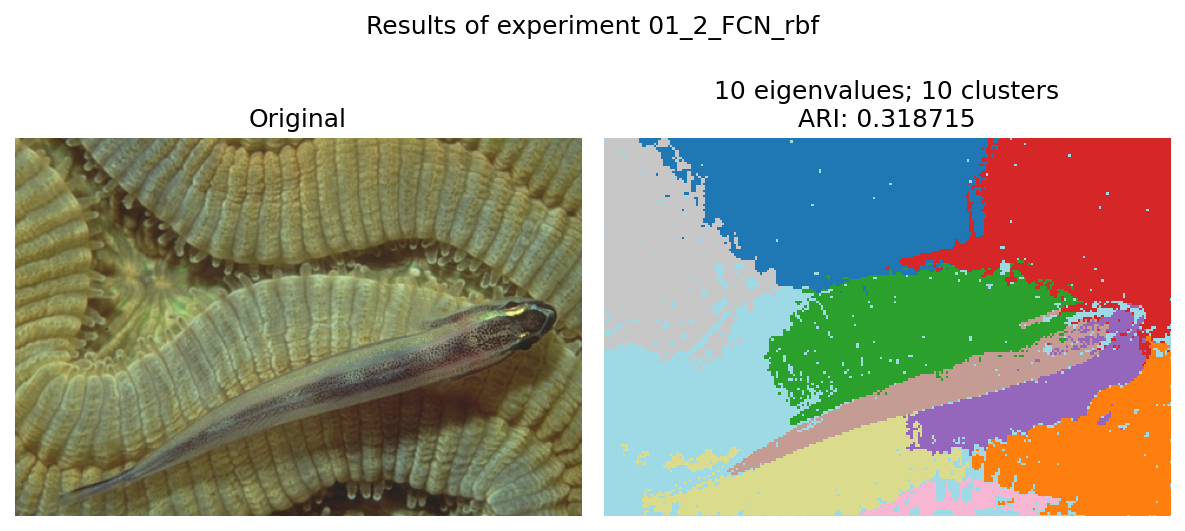 Results of experiment 01_2_FCN_rbf
Original
10 eigenvalues; 10 clusters
ARI: 0.318715